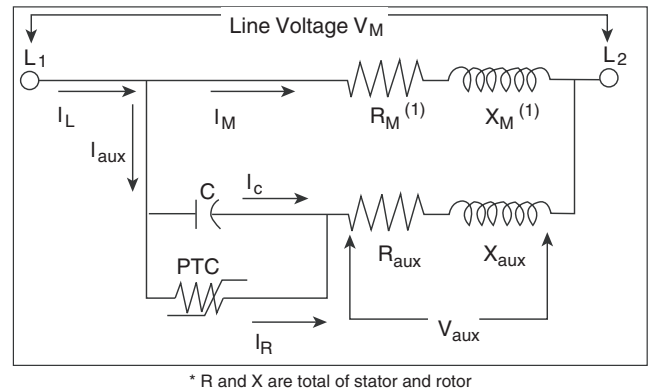 Line Voltage V_M
L_1
L_2
I_L
I_M
R_M^(1)
X_M^(1)
I_aux
C
I_c
PTC
R_aux
X_aux
I_R
V_aux
* R and X are total of stator and rotor